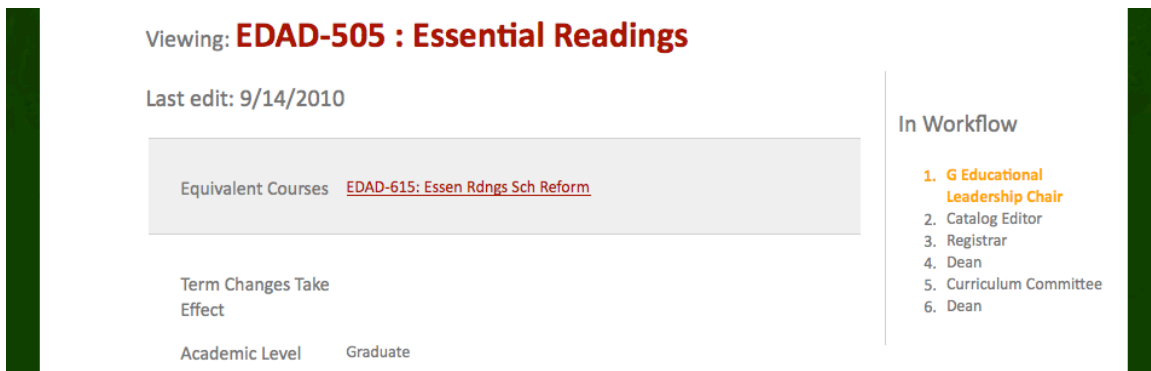 Viewing: EDAD-505 : Essential Readings
Last edit: 9/14/2010
Equivalent Courses EDAD-615: Essen Rdngs Sch Reform
Term Changes Take
Effect
Academic Level Graduate
In Workflow
1. G Educational
Leadership Chair
2. Catalog Editor
3. Registrar
4. Dean
5. Curriculum Committee
6. Dean